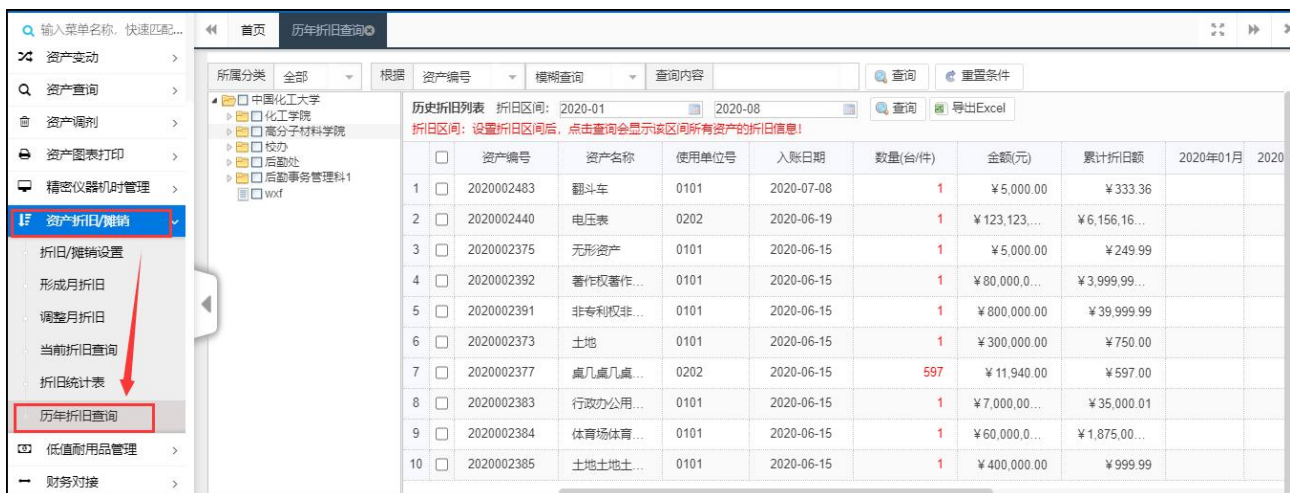 输入菜单名称, 快速匹配...
首页
历年折旧查询
资产变动
资产查询
资产调剂
资产图表打印
精密仪器机时管理
资产折旧/摊销
折旧/摊销设置
形成月折旧
调整月折旧
当前折旧查询
折旧统计表
历年折旧查询
低值耐用品管理
财务对接
所属分类 全部 根据 资产编号 模糊查询 查询内容 查询 重置条件
中国化工大学
化工学院
高分子材料学院
校办
后勤处
后勤事务管理科1
wxf
历史折旧列表 折旧区间: 2020-01 2020-08 查询 导出Excel
折旧区间: 设置折旧区间后, 点击查询会显示该区间所有资产的折旧信息!
资产编号 资产名称 使用单位号 入账日期 数量(台/件) 金额(元) 累计折旧额 2020年01月 2020
1 2020002483 翻斗车 0101 2020-07-08 1 ¥5,000.00 ¥333.36
2 2020002440 电压表 0202 2020-06-19 1 ¥123,123,... ¥6,156,16...
3 2020002375 无形资产 0101 2020-06-15 1 ¥5,000.00 ¥249.99
4 2020002392 著作权著作... 0101 2020-06-15 1 ¥80,000,0... ¥3,999,99...
5 2020002391 非专利权非... 0101 2020-06-15 1 ¥800,000.00 ¥39,999.99
6 2020002373 土地 0101 2020-06-15 1 ¥300,000.00 ¥750.00
7 2020002377 桌几桌几桌... 0202 2020-06-15 597 ¥11,940.00 ¥597.00
8 2020002383 行政办公用... 0101 2020-06-15 1 ¥7,000,00... ¥35,000.01
9 2020002384 体育场体育... 0101 2020-06-15 1 ¥60,000,0... ¥1,875,00...
10 2020002385 土地土地土... 0101 2020-06-15 1 ¥400,000.00 ¥999.99